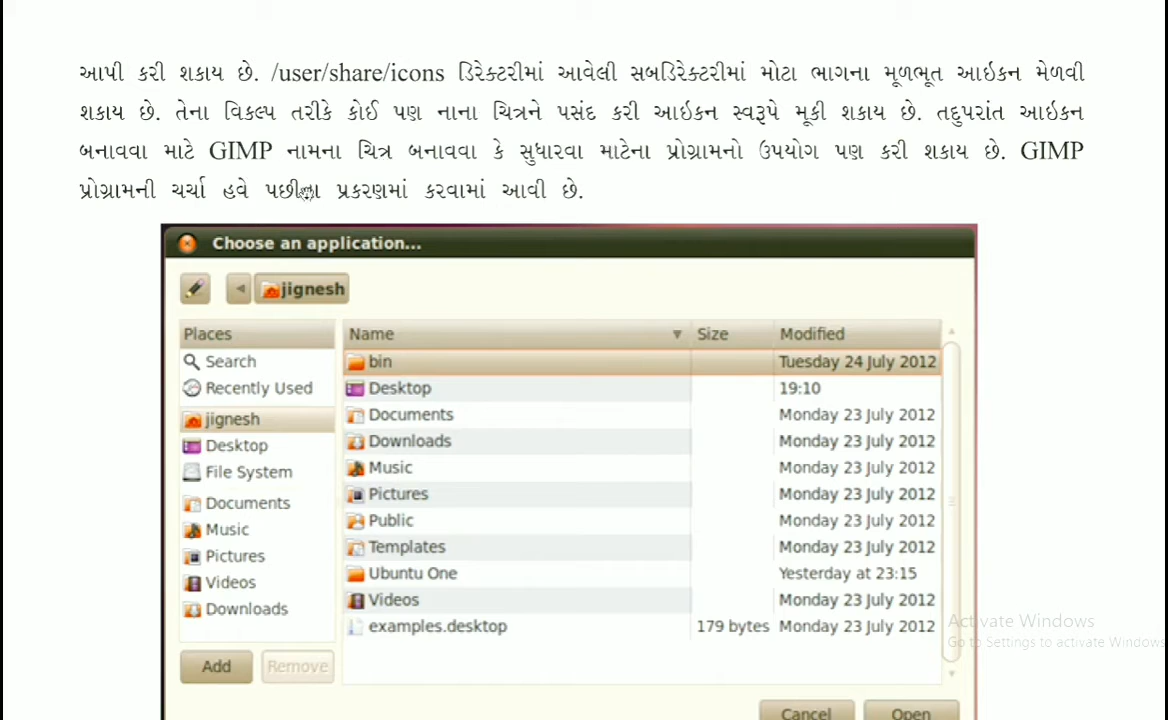 આપી કરી શકાય છે. /user/share/icons ડિરેક્ટરીમાં આવેલી સબડિરેક્ટરીમાં મોટા ભાગના મૂળભૂત આઇકન મેળવી
શકાય છે. તેના વિકલ્પ તરીકે કોઈ પણ નાના ચિત્રને પસંદ કરી આઇકન સ્વરૂપે મૂકી શકાય છે. તદુપરાંત આઇકન
બનાવવા માટે GIMP નામના ચિત્ર બનાવવા કે સુધારવા માટેના પ્રોગ્રામનો ઉપયોગ પણ કરી શકાય છે. GIMP
પ્રોગ્રામની ચર્ચા હવે પછીના પ્રકરણમાં કરવામાં આવી છે.
Choose an application...
jignesh
Places Name Size Modified
Search bin Tuesday 24 July 2012
Recently Used Desktop 19:10
jignesh Documents Monday 23 July 2012
Desktop Downloads Monday 23 July 2012
File System Music Monday 23 July 2012
Documents Pictures Monday 23 July 2012
Music Public Monday 23 July 2012
Pictures Templates Monday 23 July 2012
Videos Ubuntu One Yesterday at 23:15
Downloads Videos Monday 23 July 2012
examples.desktop 179 bytes Monday 23 July 2012
Activate Windows
Go to Settings to activate Windows
Add Remove
Cancel Open